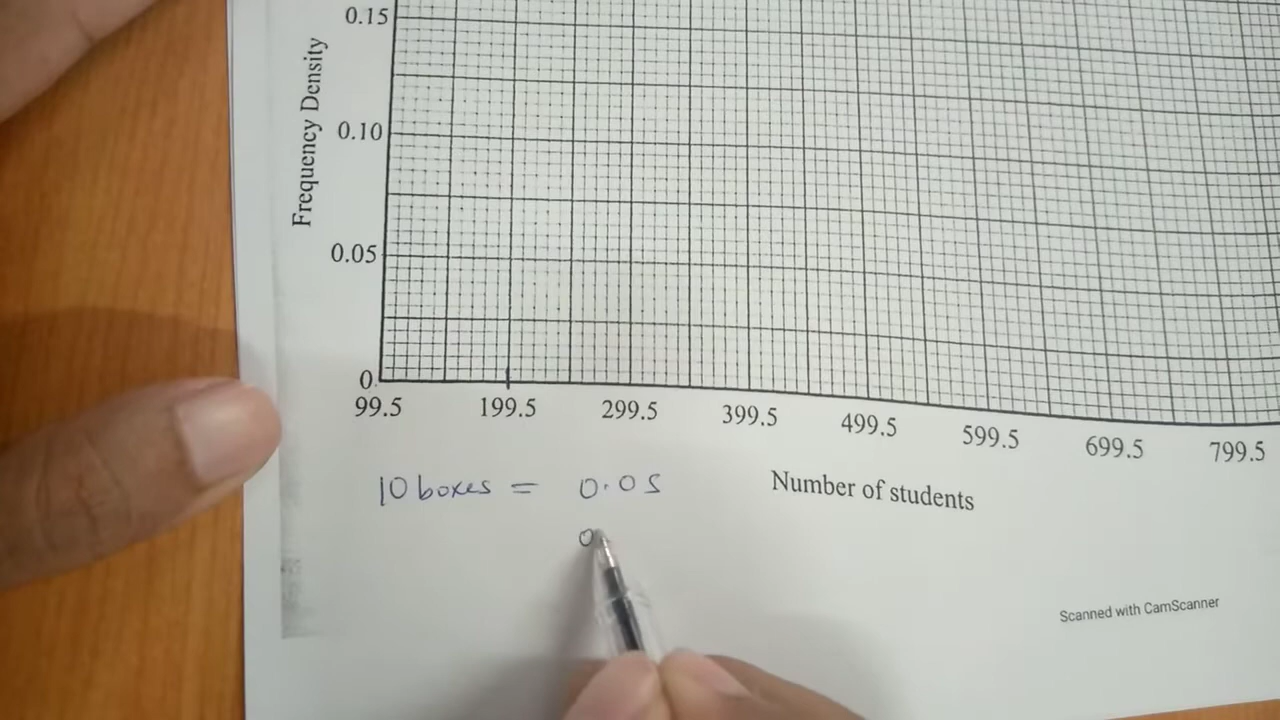 0.15
Frequency Density
0.10
0.05
0
99.5 199.5 299.5 399.5 499.5 599.5 699.5 799.5
10 boxes = 0.05
Number of students
0
Scanned with CamScanner